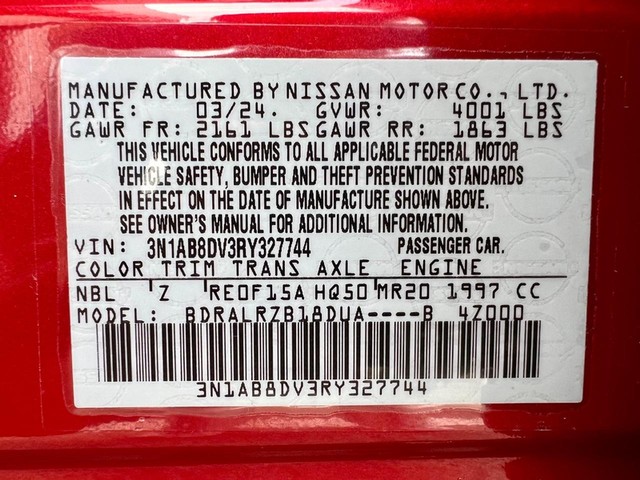 MANUFACTURED BY NISSAN MOTOR CO., LTD.
DATE: 03/24. GVWR: 4001 LBS
GAWR FR: 2161 LBS GAWR RR: 1863 LBS
THIS VEHICLE CONFORMS TO ALL APPLICABLE FEDERAL MOTOR
VEHICLE SAFETY, BUMPER AND THEFT PREVENTION STANDARDS
IN EFFECT ON THE DATE OF MANUFACTURE SHOWN ABOVE.
SEE OWNER'S MANUAL FOR ADDITIONAL INFORMATION.
VIN: 3N1AB8DV3RY327744 PASSENGER CAR.
COLOR TRIM TRANS AXLE ENGINE
NBL Z RE0F15A HQ50 MR20 1997 CC
MODEL: BDRALRZB18DUA----B 4Z000
3N1AB8DV3RY327744